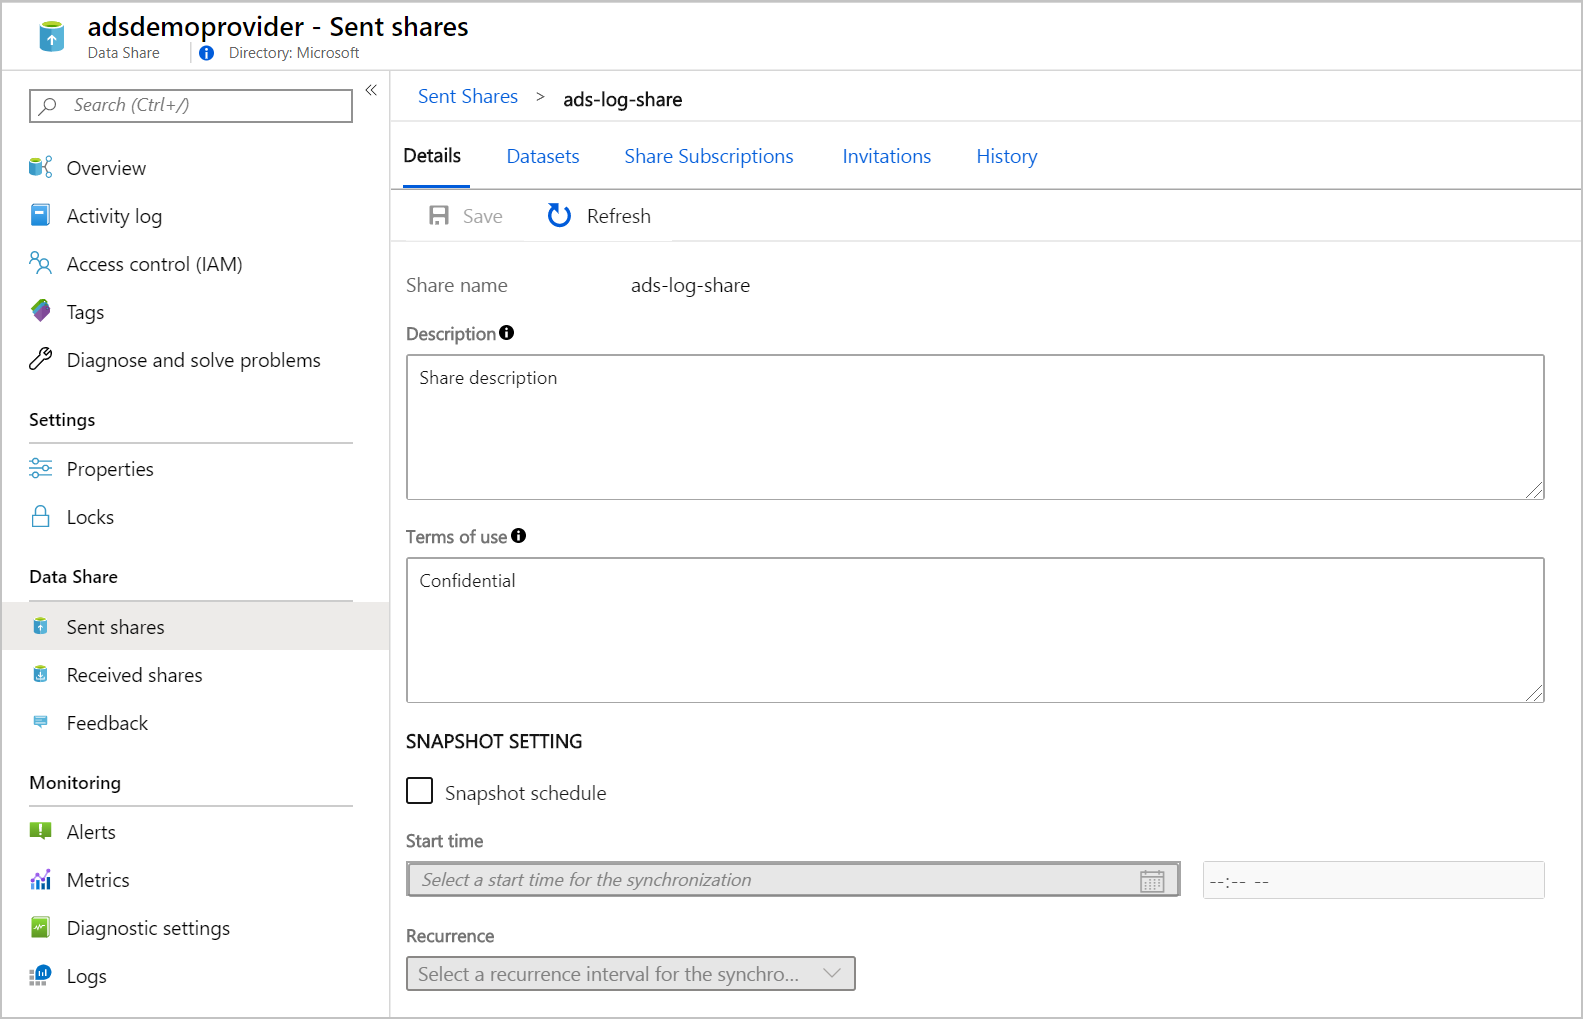 adsdemoprovider - Sent shares
Data Share
Directory: Microsoft
Search (Ctrl+/)
«
Overview
Activity log
Access control (IAM)
Tags
Diagnose and solve problems
Settings
Properties
Locks
Data Share
Sent shares
Received shares
Feedback
Monitoring
Alerts
Metrics
Diagnostic settings
Logs
Sent Shares > ads-log-share
Details Datasets Share Subscriptions Invitations History
Save Refresh
Share name ads-log-share
Description
Share description
Terms of use
Confidential
SNAPSHOT SETTING
Snapshot schedule
Start time
Select a start time for the synchronization --:-- --
Recurrence
Select a recurrence interval for the synchro...